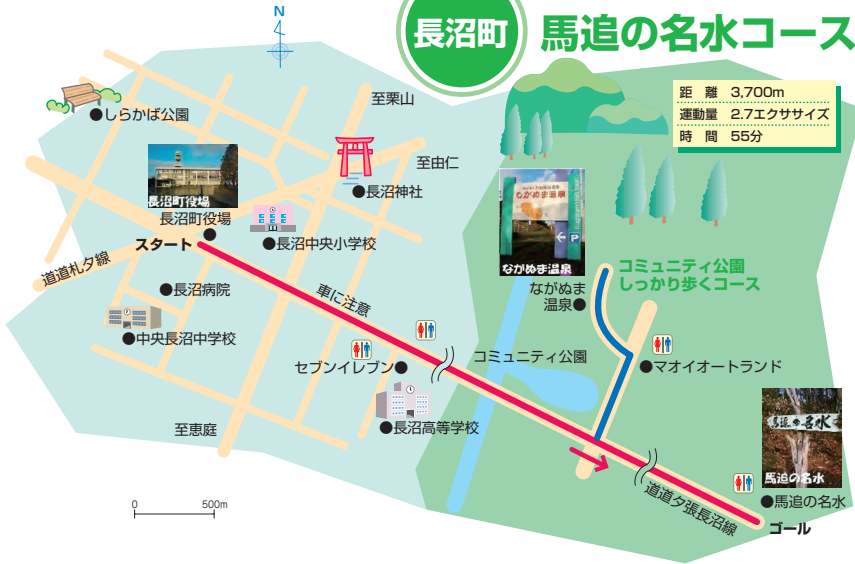 長沼町
馬追の名水コース
N
距　離　3,700m
運動量　2.7エクササイズ
時　間　55分
至栗山
●しらかば公園
至由仁
●長沼神社
長沼町役場
長沼町役場
●長沼中央小学校
スタート
道道札夕線
●長沼病院
●中央長沼中学校
車に注意
ながぬま温泉
P
ながぬま温泉
ながぬま
温泉●
コミュニティ公園
しっかり歩くコース
コミュニティ公園
セブンイレブン●
●マオイオートランド
●長沼高等学校
至恵庭
馬追の名水
馬追の名水
●馬追の名水
道道夕張長沼線
ゴール
0　500m